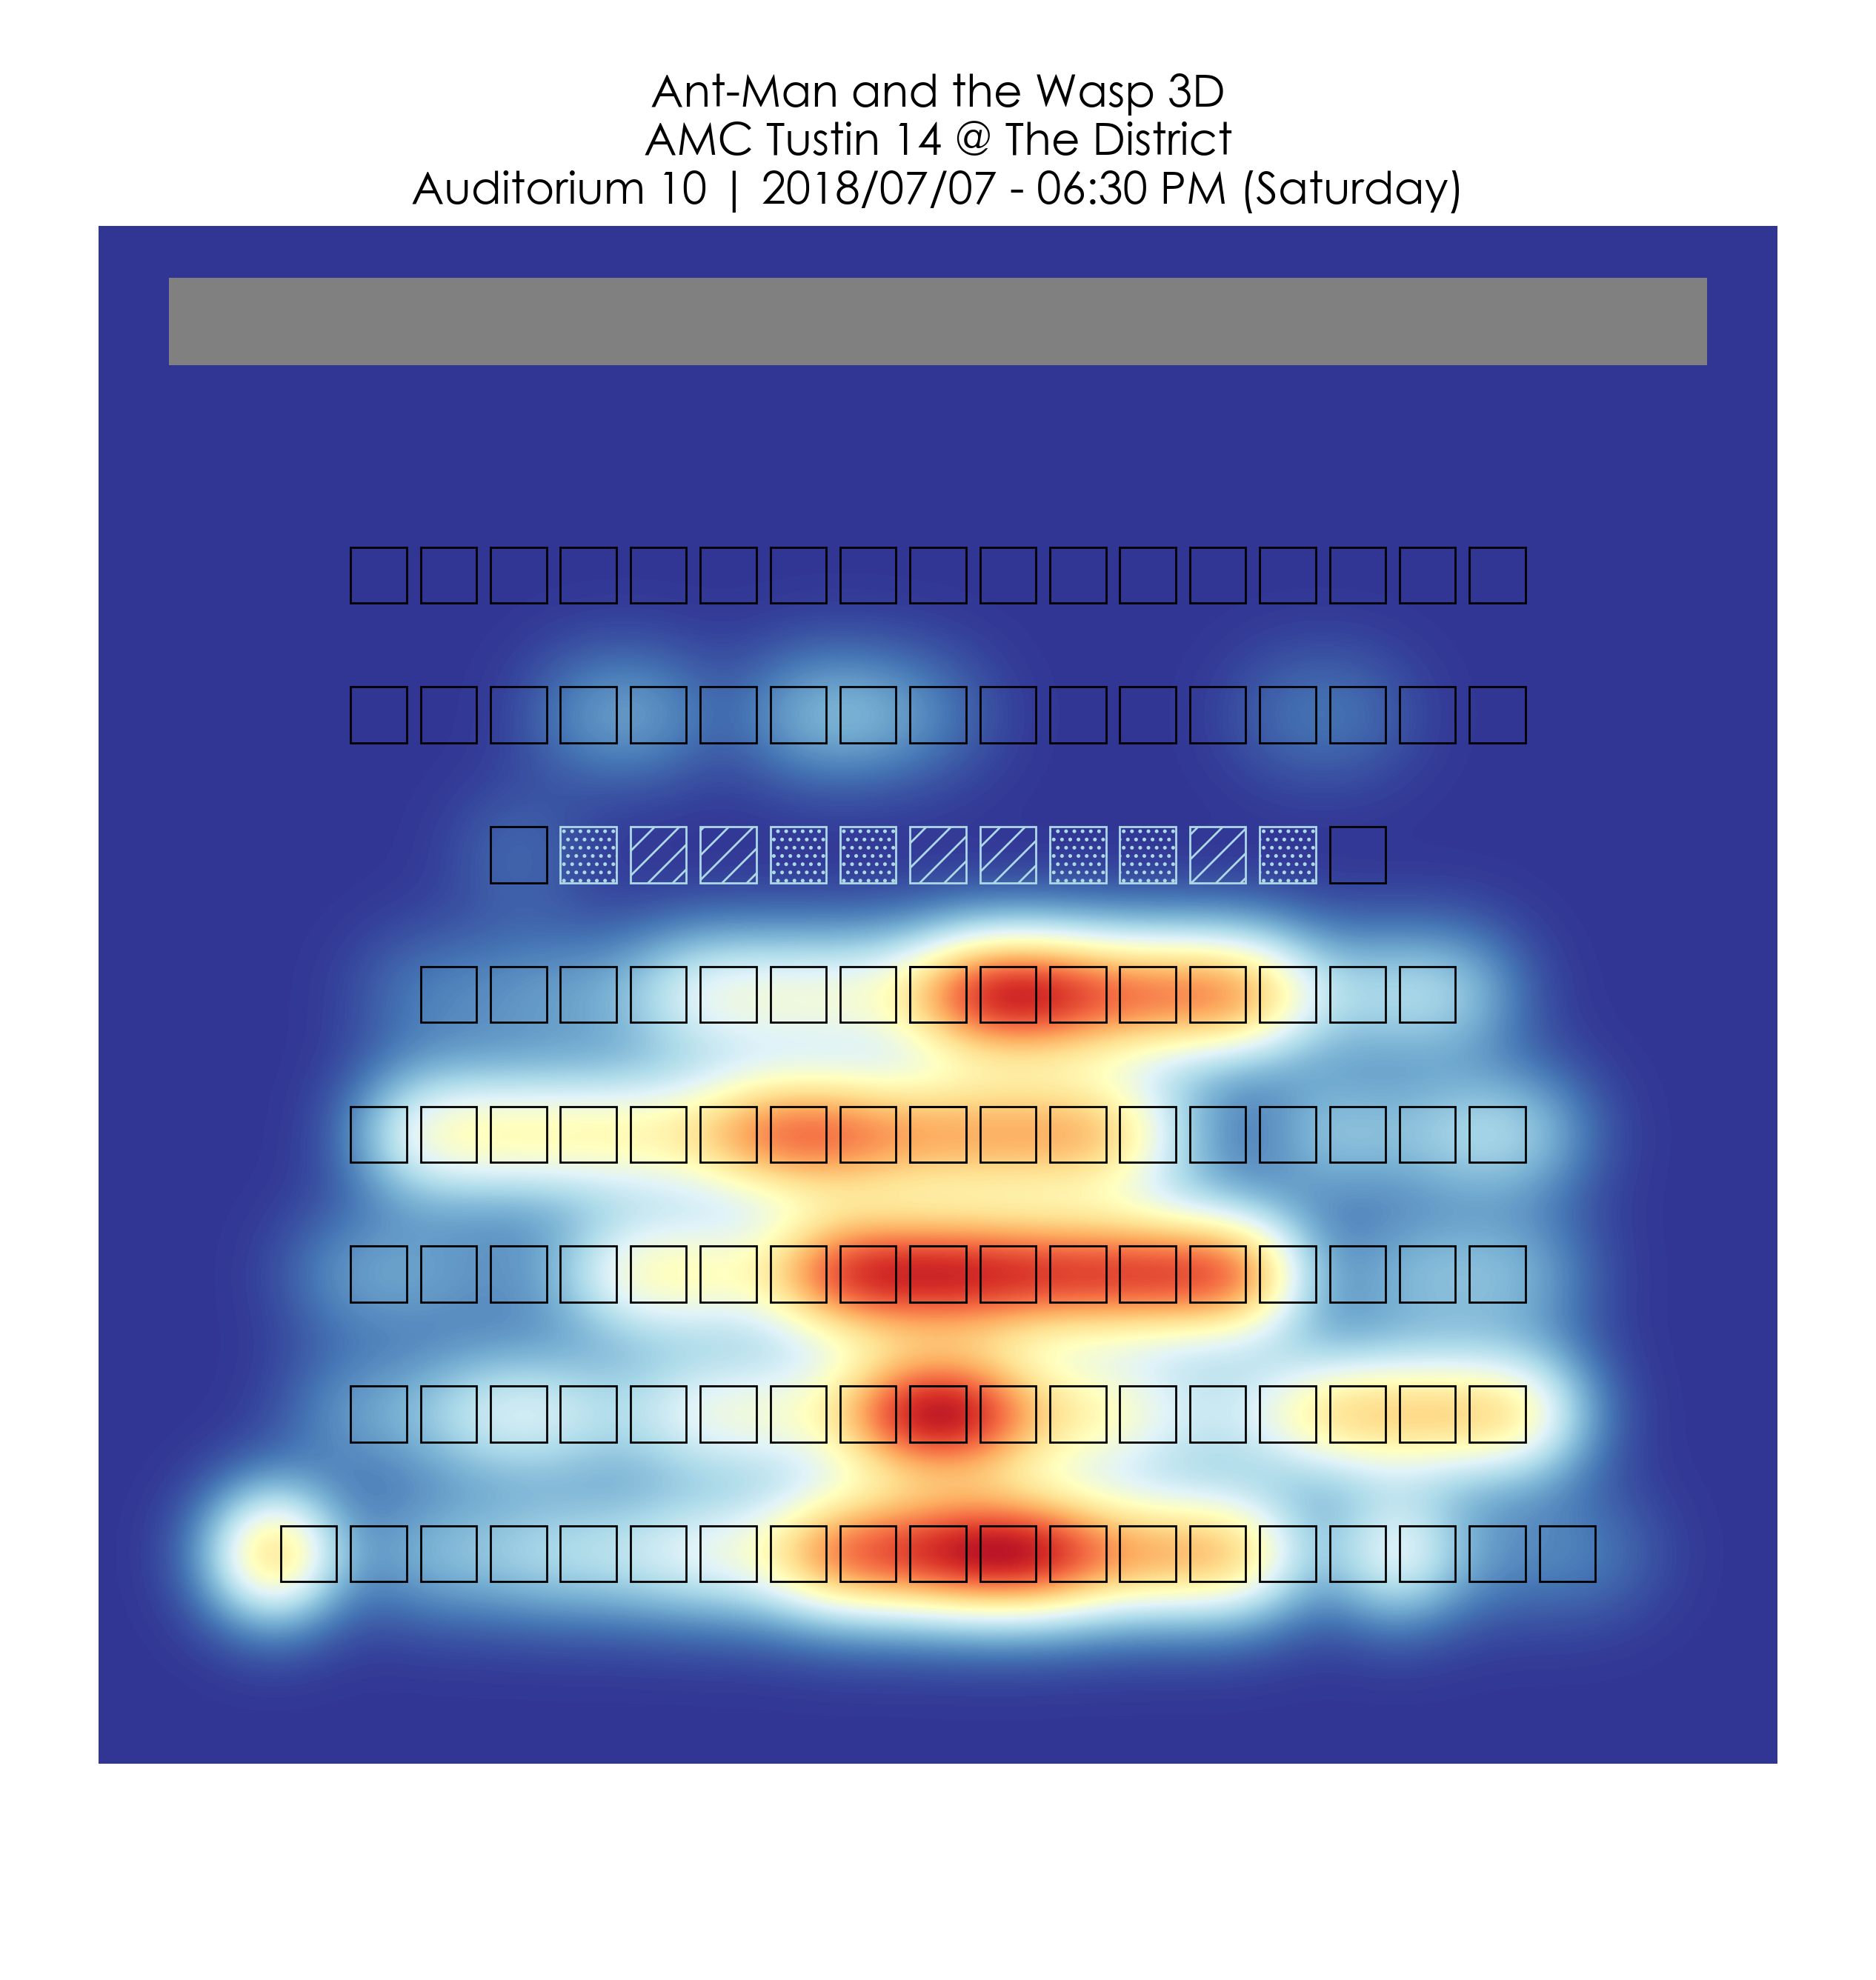 Ant-Man and the Wasp 3D
AMC Tustin 14 @ The District
Auditorium 10 | 2018/07/07 - 06:30 PM (Saturday)